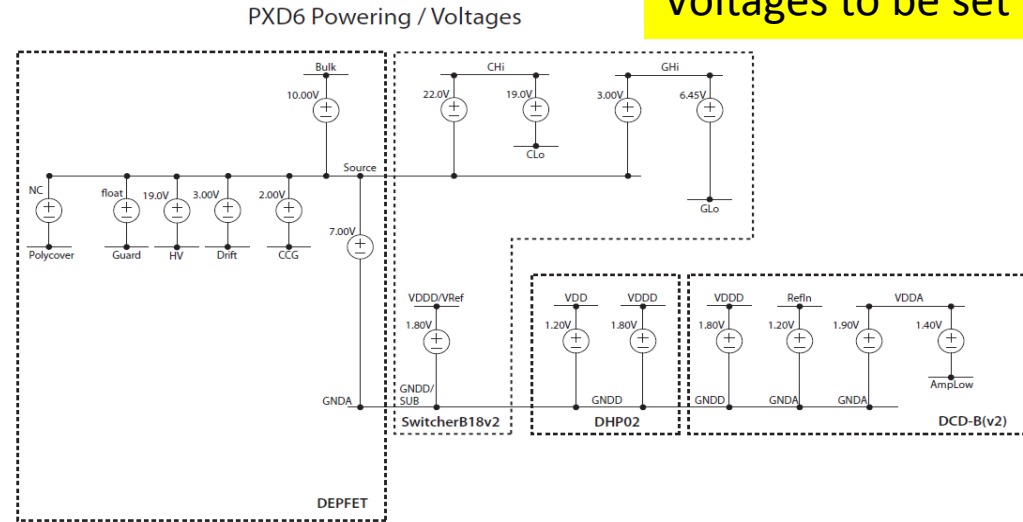 PXD6 Powering / Voltages
Voltages to be set
Bulk
10.00V
CHi
22.0V
19.0V
CLo
GHi
3.00V
6.45V
GLo
Source
NC
Polycover
float
Guard
19.0V
HV
3.00V
Drift
2.00V
CCG
7.00V
GNDA
DEPFET
VDDD/VRef
1.80V
GNDD/
SUB
SwitcherB18v2
VDD
1.20V
VDDD
1.80V
GNDD
DHP02
VDDD
1.80V
GNDD
RefIn
1.20V
GNDA
VDDA
1.90V
GNDA
1.40V
AmpLow
DCD-B(v2)